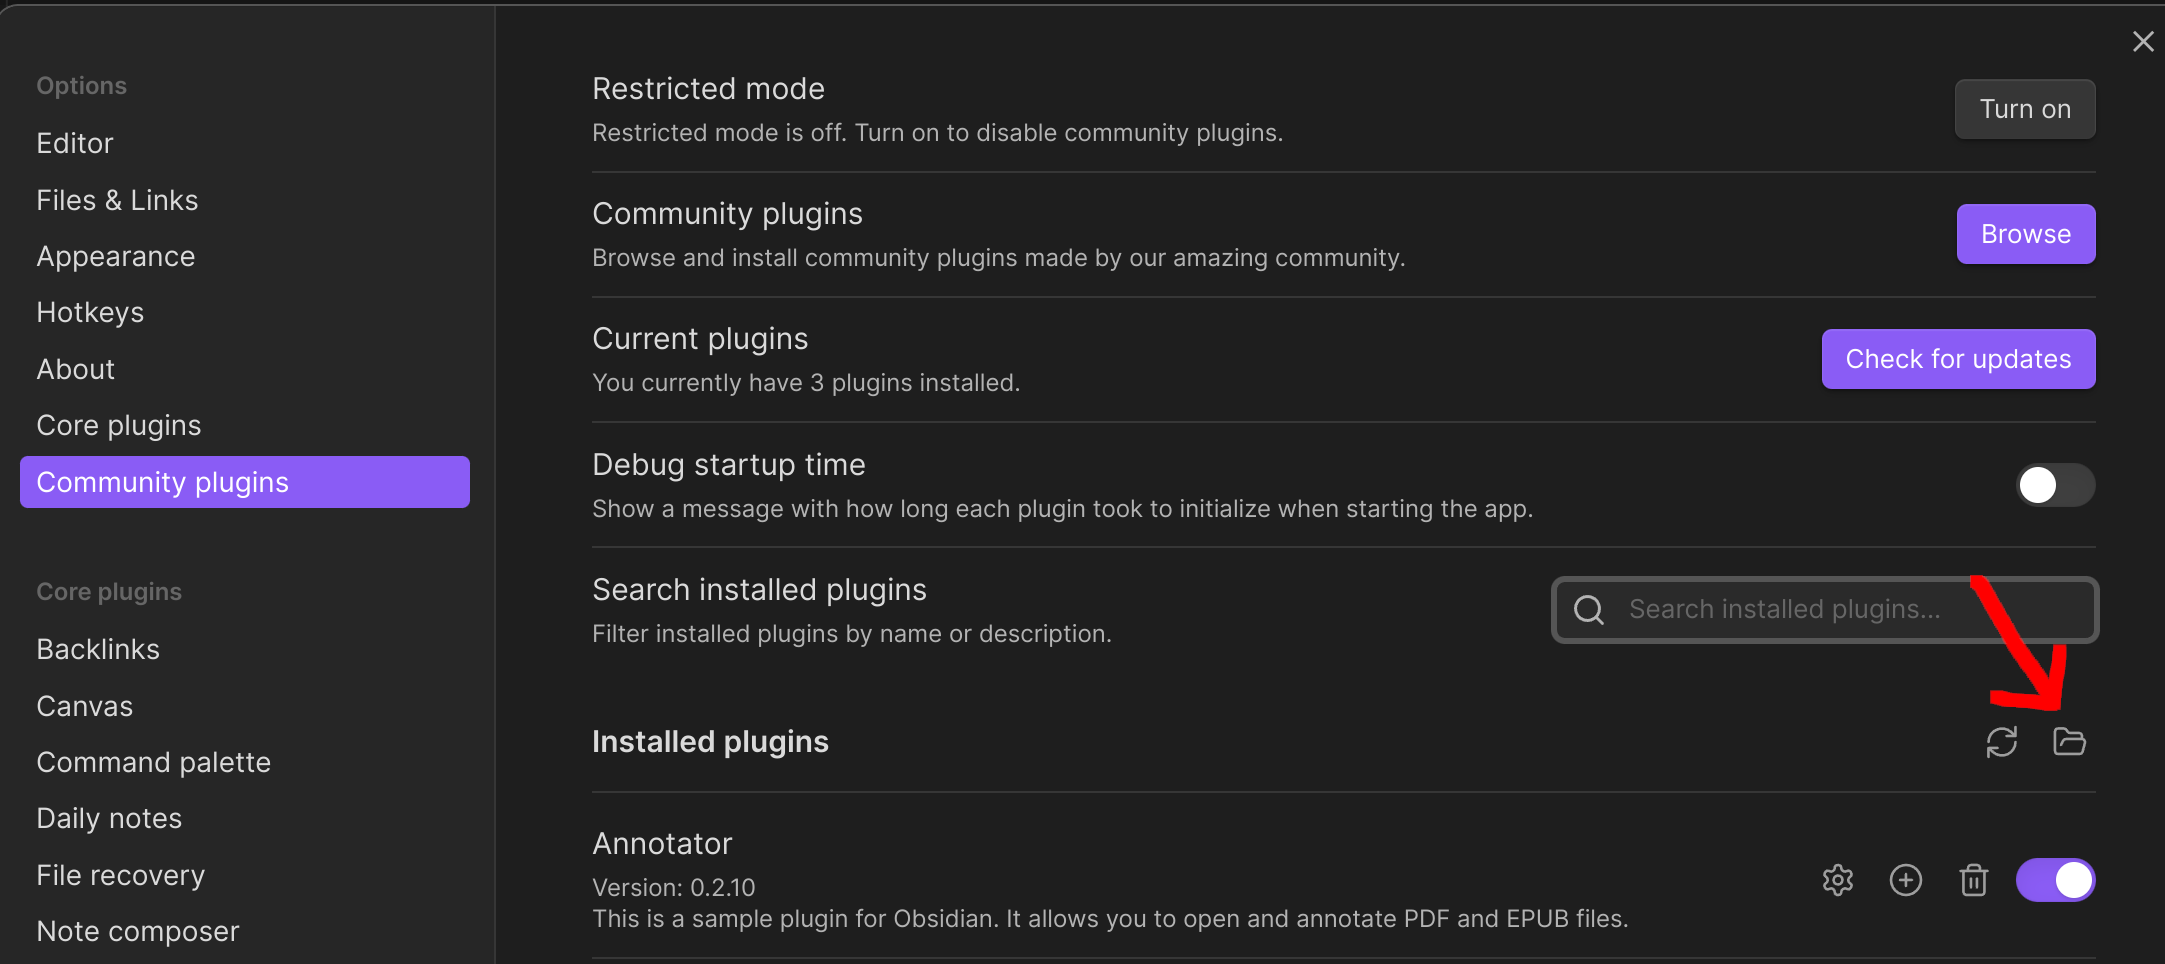 Options
Editor
Files & Links
Appearance
Hotkeys
About
Core plugins
Community plugins
Core plugins
Backlinks
Canvas
Command palette
Daily notes
File recovery
Note composer
Restricted mode
Restricted mode is off. Turn on to disable community plugins.
Turn on
Community plugins
Browse and install community plugins made by our amazing community.
Browse
Current plugins
You currently have 3 plugins installed.
Check for updates
Debug startup time
Show a message with how long each plugin took to initialize when starting the app.
Search installed plugins
Filter installed plugins by name or description.
Search installed plugins...
Installed plugins
Annotator
Version: 0.2.10
This is a sample plugin for Obsidian. It allows you to open and annotate PDF and EPUB files.